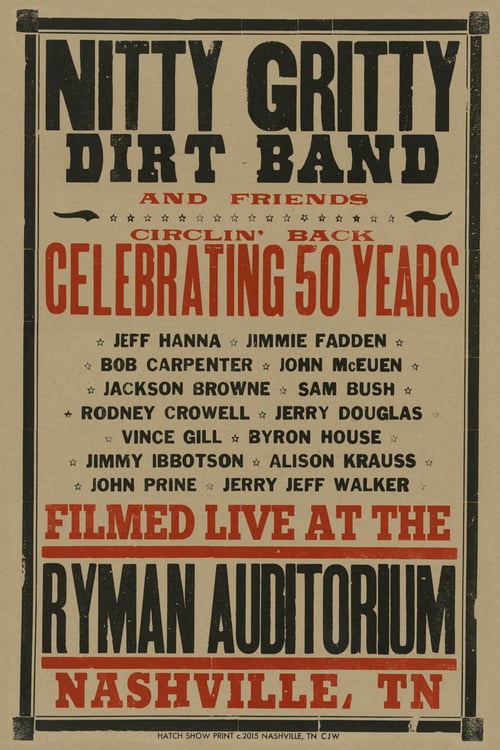 NITTY GRITTY
DIRT BAND
AND FRIENDS
CIRCLIN' BACK
CELEBRATING 50 YEARS
☆ JEFF HANNA ☆ JIMMIE FADDEN ☆
☆ BOB CARPENTER ☆ JOHN McEUEN ☆
☆ JACKSON BROWNE ☆ SAM BUSH ☆
☆ RODNEY CROWELL ☆ JERRY DOUGLAS ☆
☆ VINCE GILL ☆ BYRON HOUSE ☆
☆ JIMMY IBBOTSON ☆ ALISON KRAUSS ☆
☆ JOHN PRINE ☆ JERRY JEFF WALKER ☆
FILMED LIVE AT THE
RYMAN AUDITORIUM
NASHVILLE, TN
HATCH SHOW PRINT c.2015 NASHVILLE, TN CJW